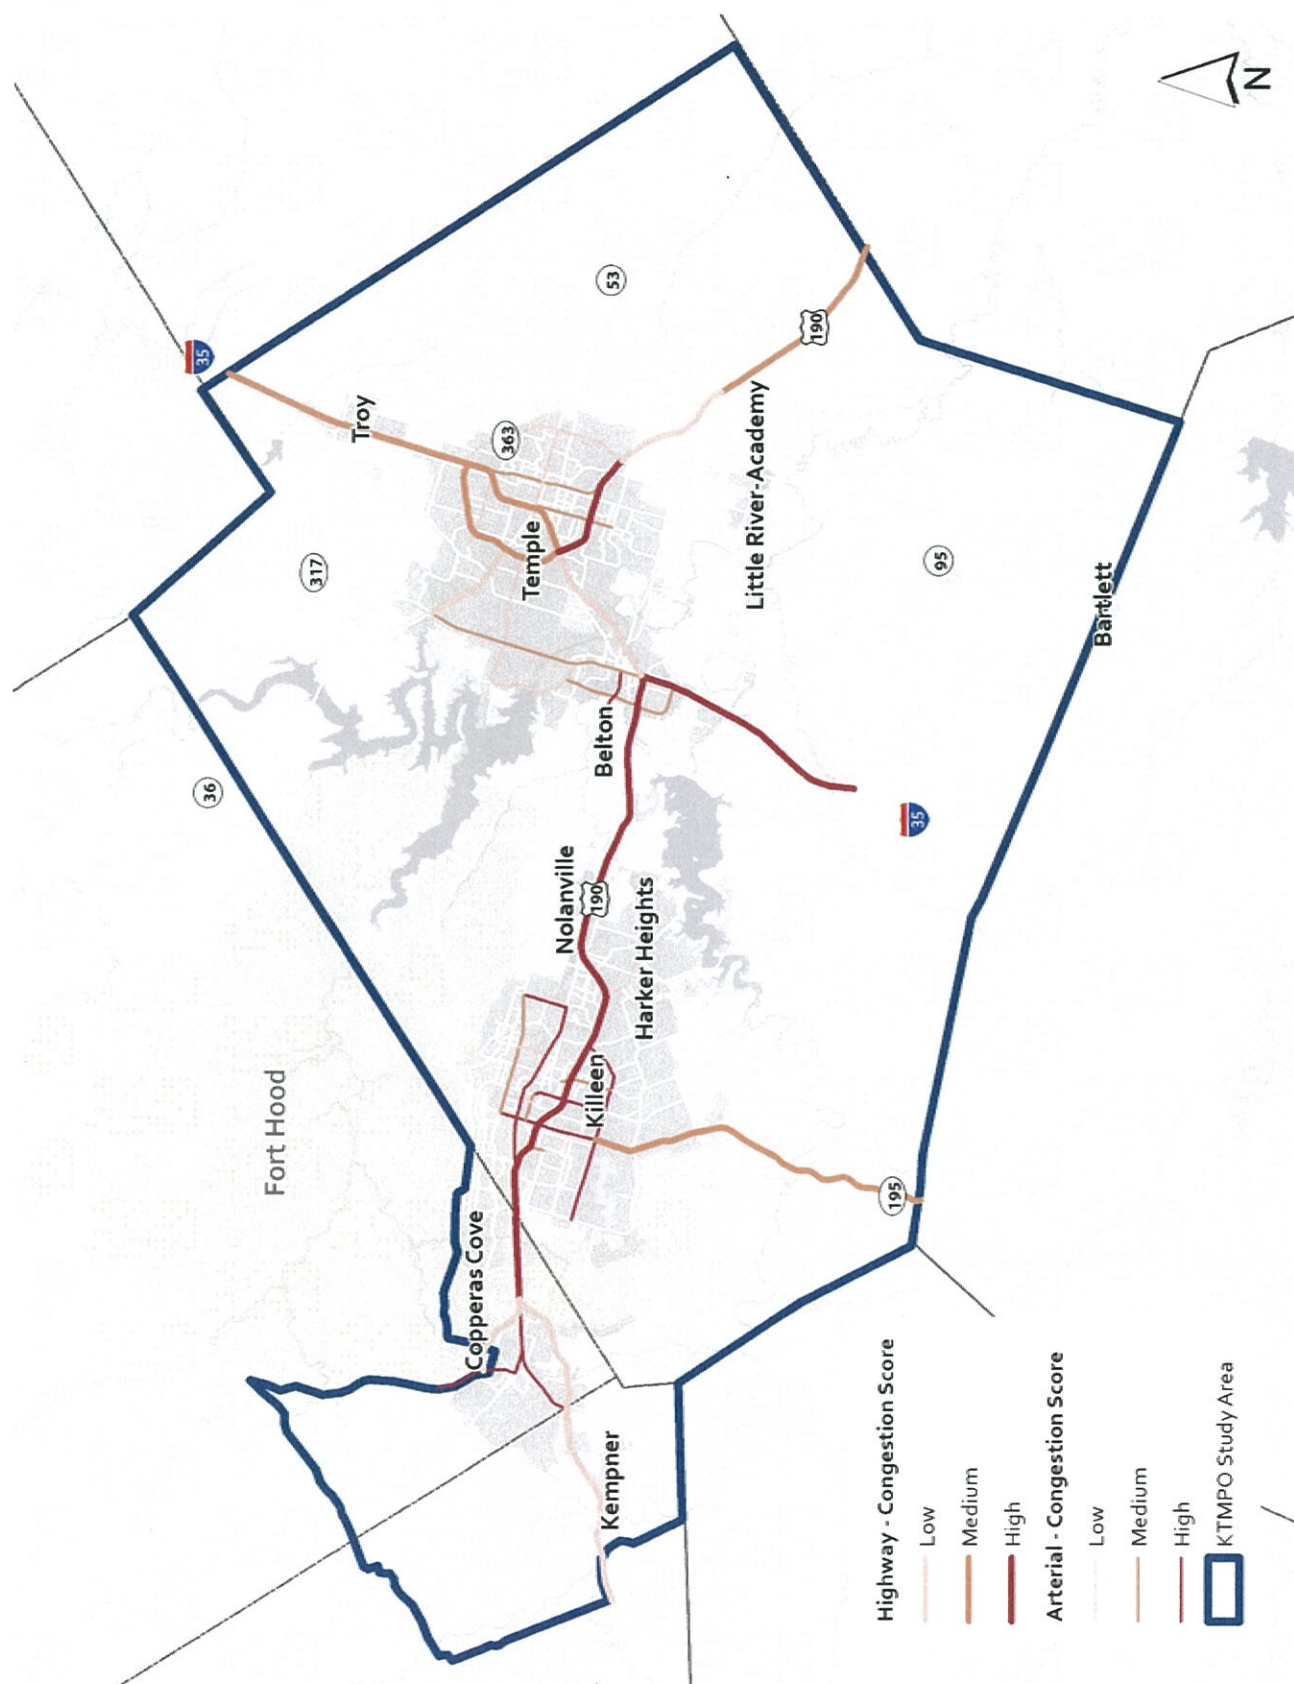 35
Troy
363
53
317
36
Temple
190
Little River-Academy
95
Bartlett
Belton
35
Nolanville
190
Harker Heights
Killeen
Fort Hood
195
Copperas Cove
Kempner
Highway - Congestion Score
Low
Medium
High
Arterial - Congestion Score
Low
Medium
High
KTMPO Study Area
N